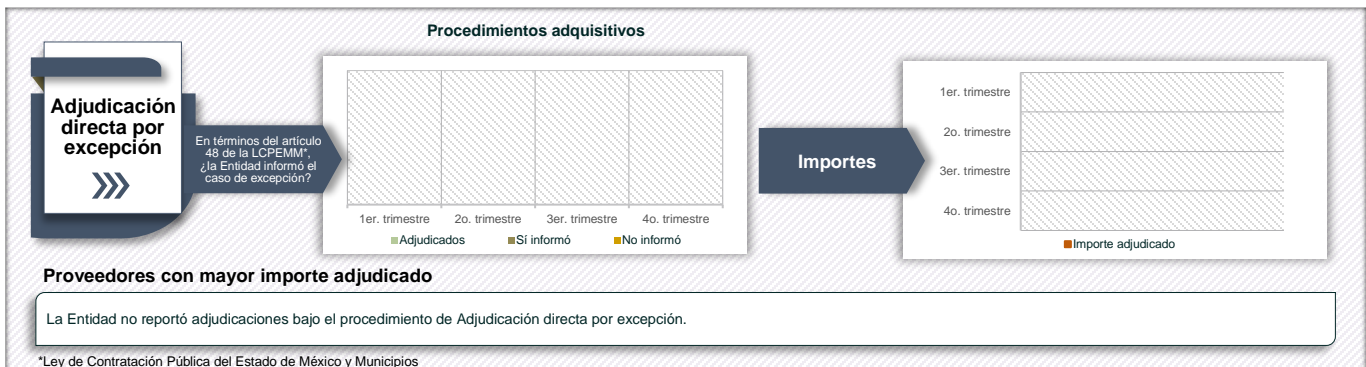 Procedimientos adquisitivos
Adjudicación
directa por
excepción
En términos del artículo
48 de la LCPEMM*,
¿la Entidad informó el
caso de excepción?
1er. trimestre 2o. trimestre 3er. trimestre 4o. trimestre
Adjudicados Sí informó No informó
Importes
1er. trimestre
2o. trimestre
3er. trimestre
4o. trimestre
Importe adjudicado
Proveedores con mayor importe adjudicado
La Entidad no reportó adjudicaciones bajo el procedimiento de Adjudicación directa por excepción.
*Ley de Contratación Pública del Estado de México y Municipios